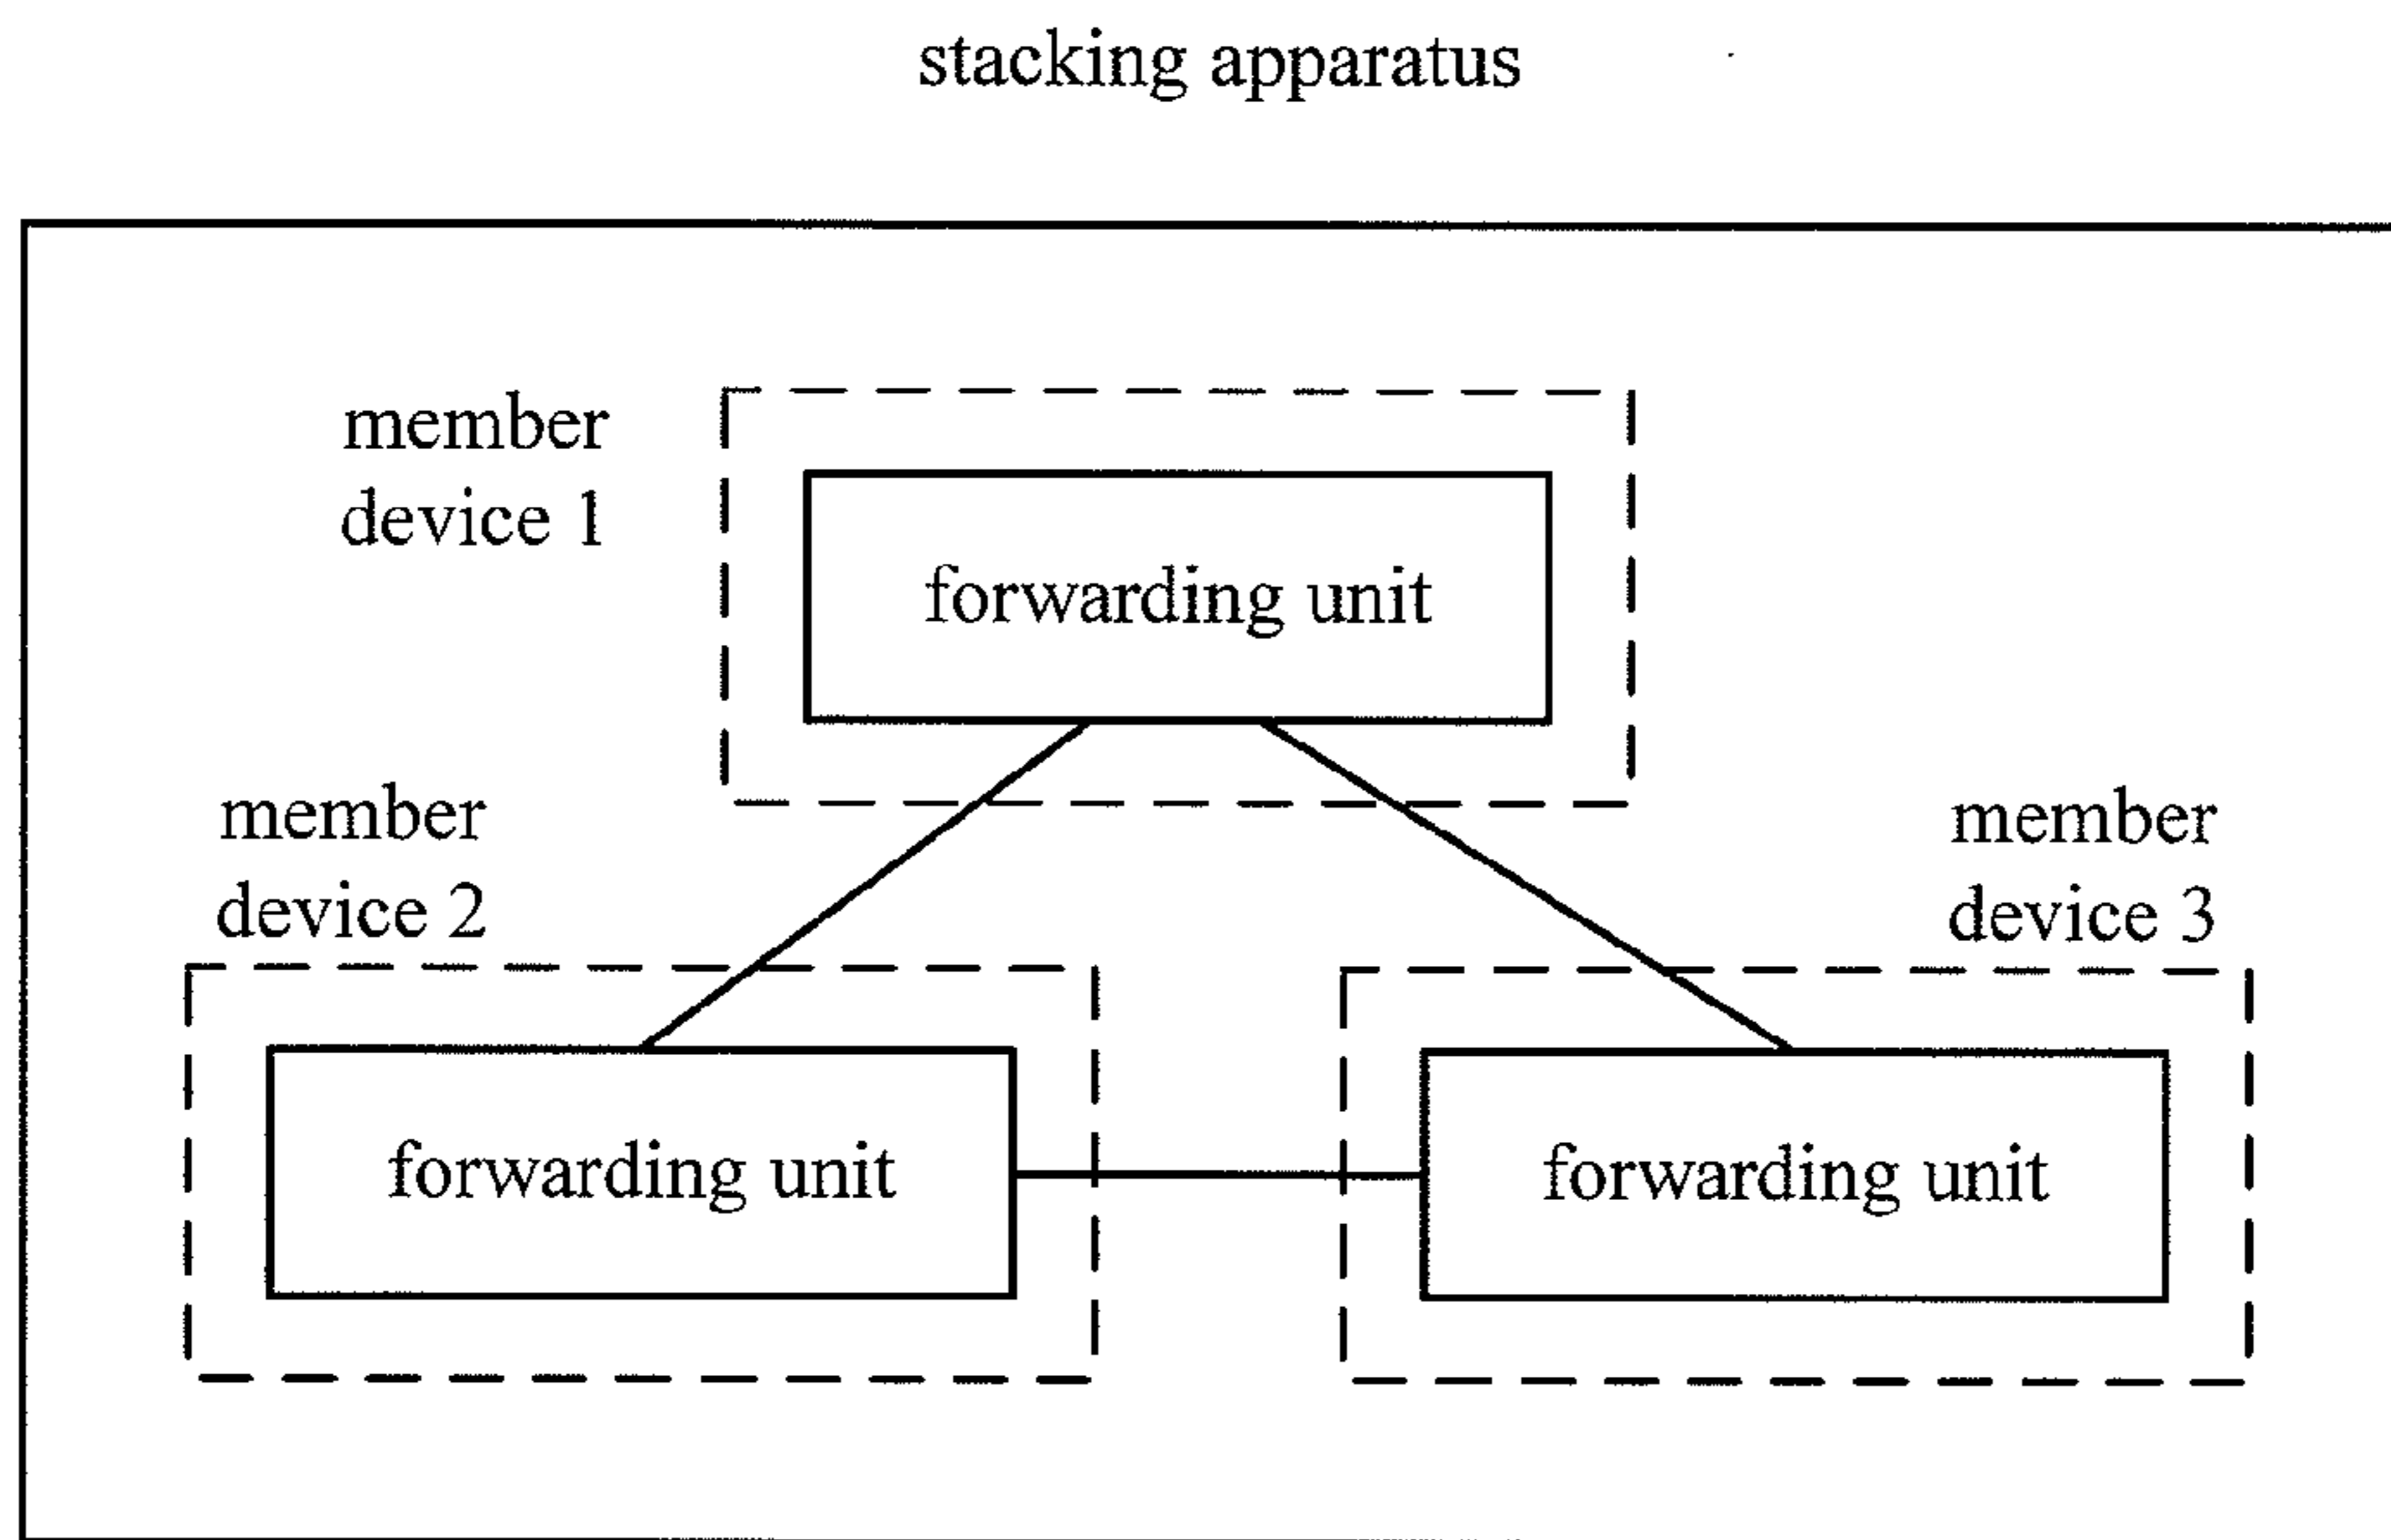 stacking apparatus
member
device 1
forwarding unit
member
device 2
member
device 3
forwarding unit
forwarding unit